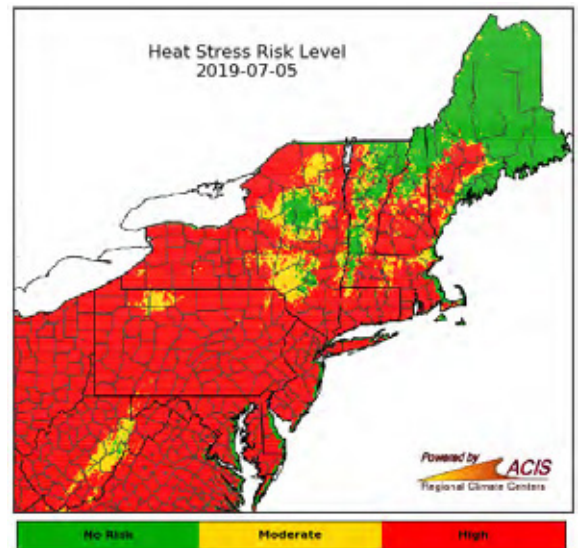 Heat Stress Risk Level
2019-07-05
Powered by
ACIS
Regional Climate Centers
No Risk
Moderate
High